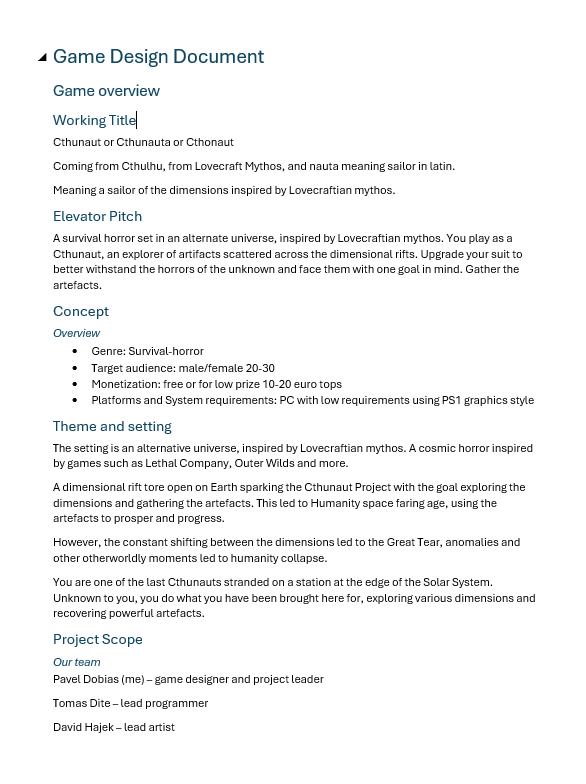 Game Design Document
Game overview
Working Title
Cthunaut or Cthunauta or Cthonaut
Coming from Cthulhu, from Lovecraft Mythos, and nauta meaning sailor in latin.
Meaning a sailor of the dimensions inspired by Lovecraftian mythos.
Elevator Pitch
A survival horror set in an alternate universe, inspired by Lovecraftian mythos. You play as a
Cthunaut, an explorer of artifacts scattered across the dimensional rifts. Upgrade your suit to
better withstand the horrors of the unknown and face them with one goal in mind. Gather the
artefacts.
Concept
Overview
• Genre: Survival-horror
• Target audience: male/female 20-30
• Monetization: free or for low prize 10-20 euro tops
• Platforms and System requirements: PC with low requirements using PS1 graphics style
Theme and setting
The setting is an alternative universe, inspired by Lovecraftian mythos. A cosmic horror inspired
by games such as Lethal Company, Outer Wilds and more.
A dimensional rift tore open on Earth sparking the Cthunaut Project with the goal exploring the
dimensions and gathering the artefacts. This led to Humanity space faring age, using the
artefacts to prosper and progress.
However, the constant shifting between the dimensions led to the Great Tear, anomalies and
other otherworldly moments led to humanity collapse.
You are one of the last Cthunauts stranded on a station at the edge of the Solar System.
Unknown to you, you do what you have been brought here for, exploring various dimensions and
recovering powerful artefacts.
Project Scope
Our team
Pavel Dobias (me) – game designer and project leader
Tomas Dite – lead programmer
David Hajek – lead artist